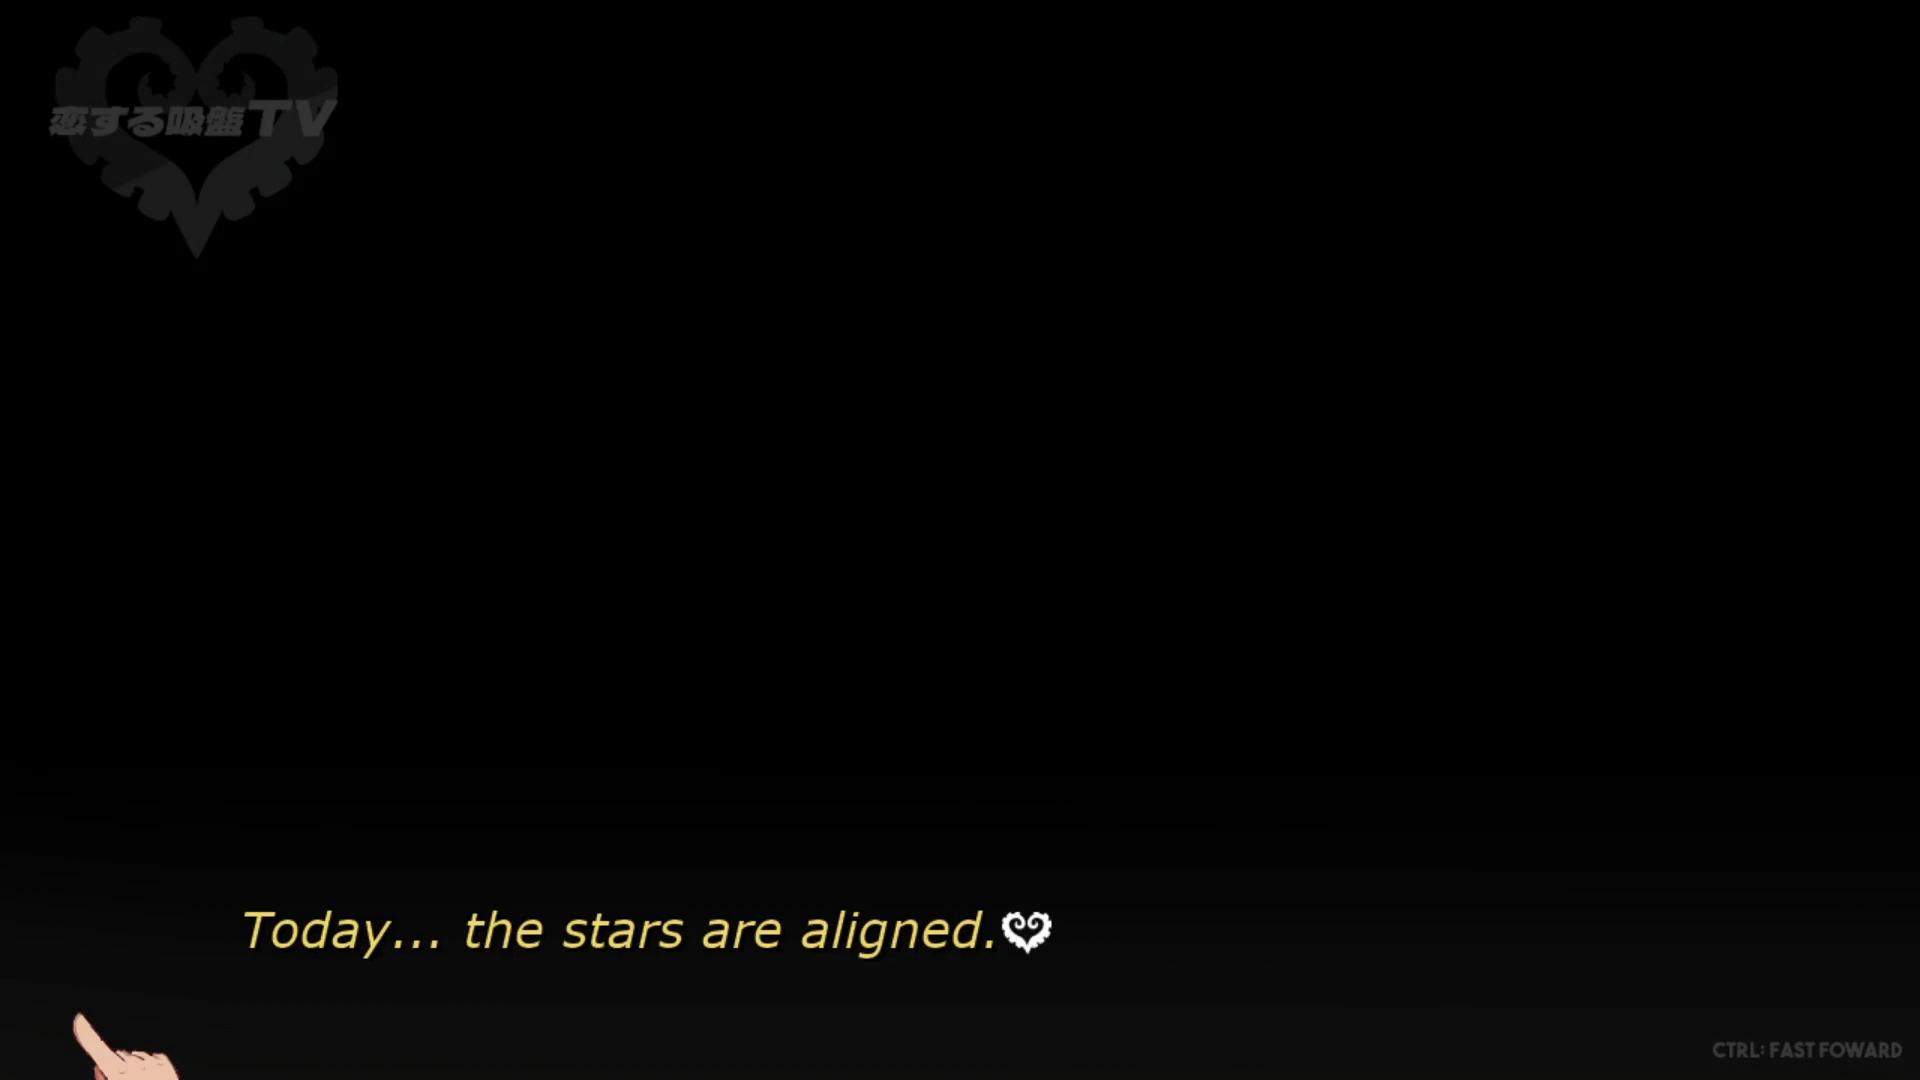 恋する吸盤TV
Today... the stars are aligned.
CTRL: FAST FOWARD